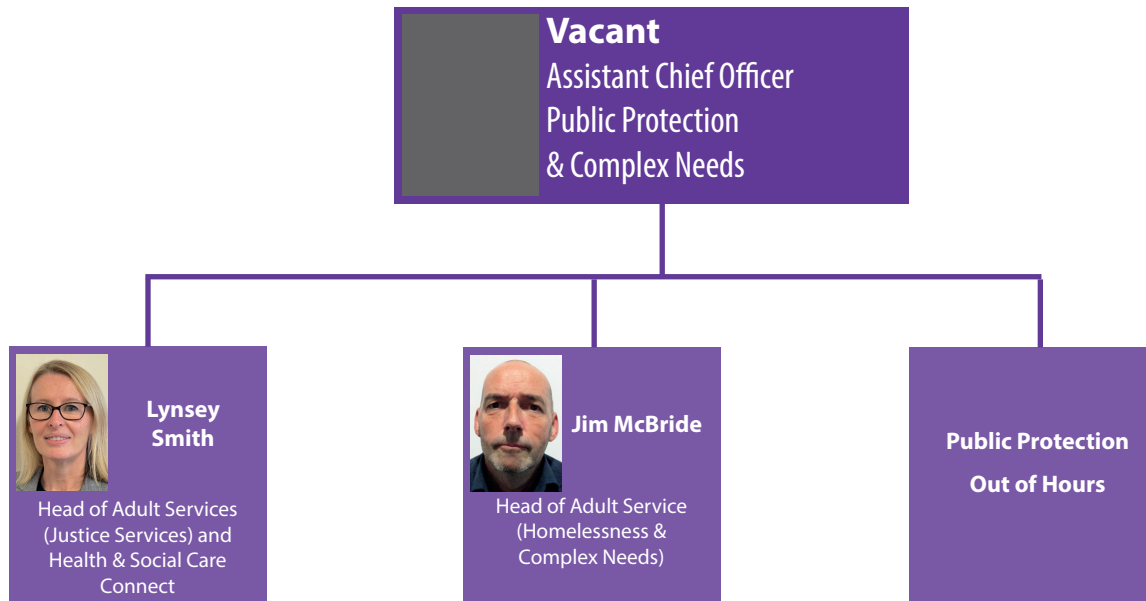 Vacant
Assistant Chief Officer
Public Protection
& Complex Needs
Lynsey
Smith
Head of Adult Services
(Justice Services) and
Health & Social Care
Connect
Jim McBride
Head of Adult Service
(Homelessness &
Complex Needs)
Public Protection
Out of Hours